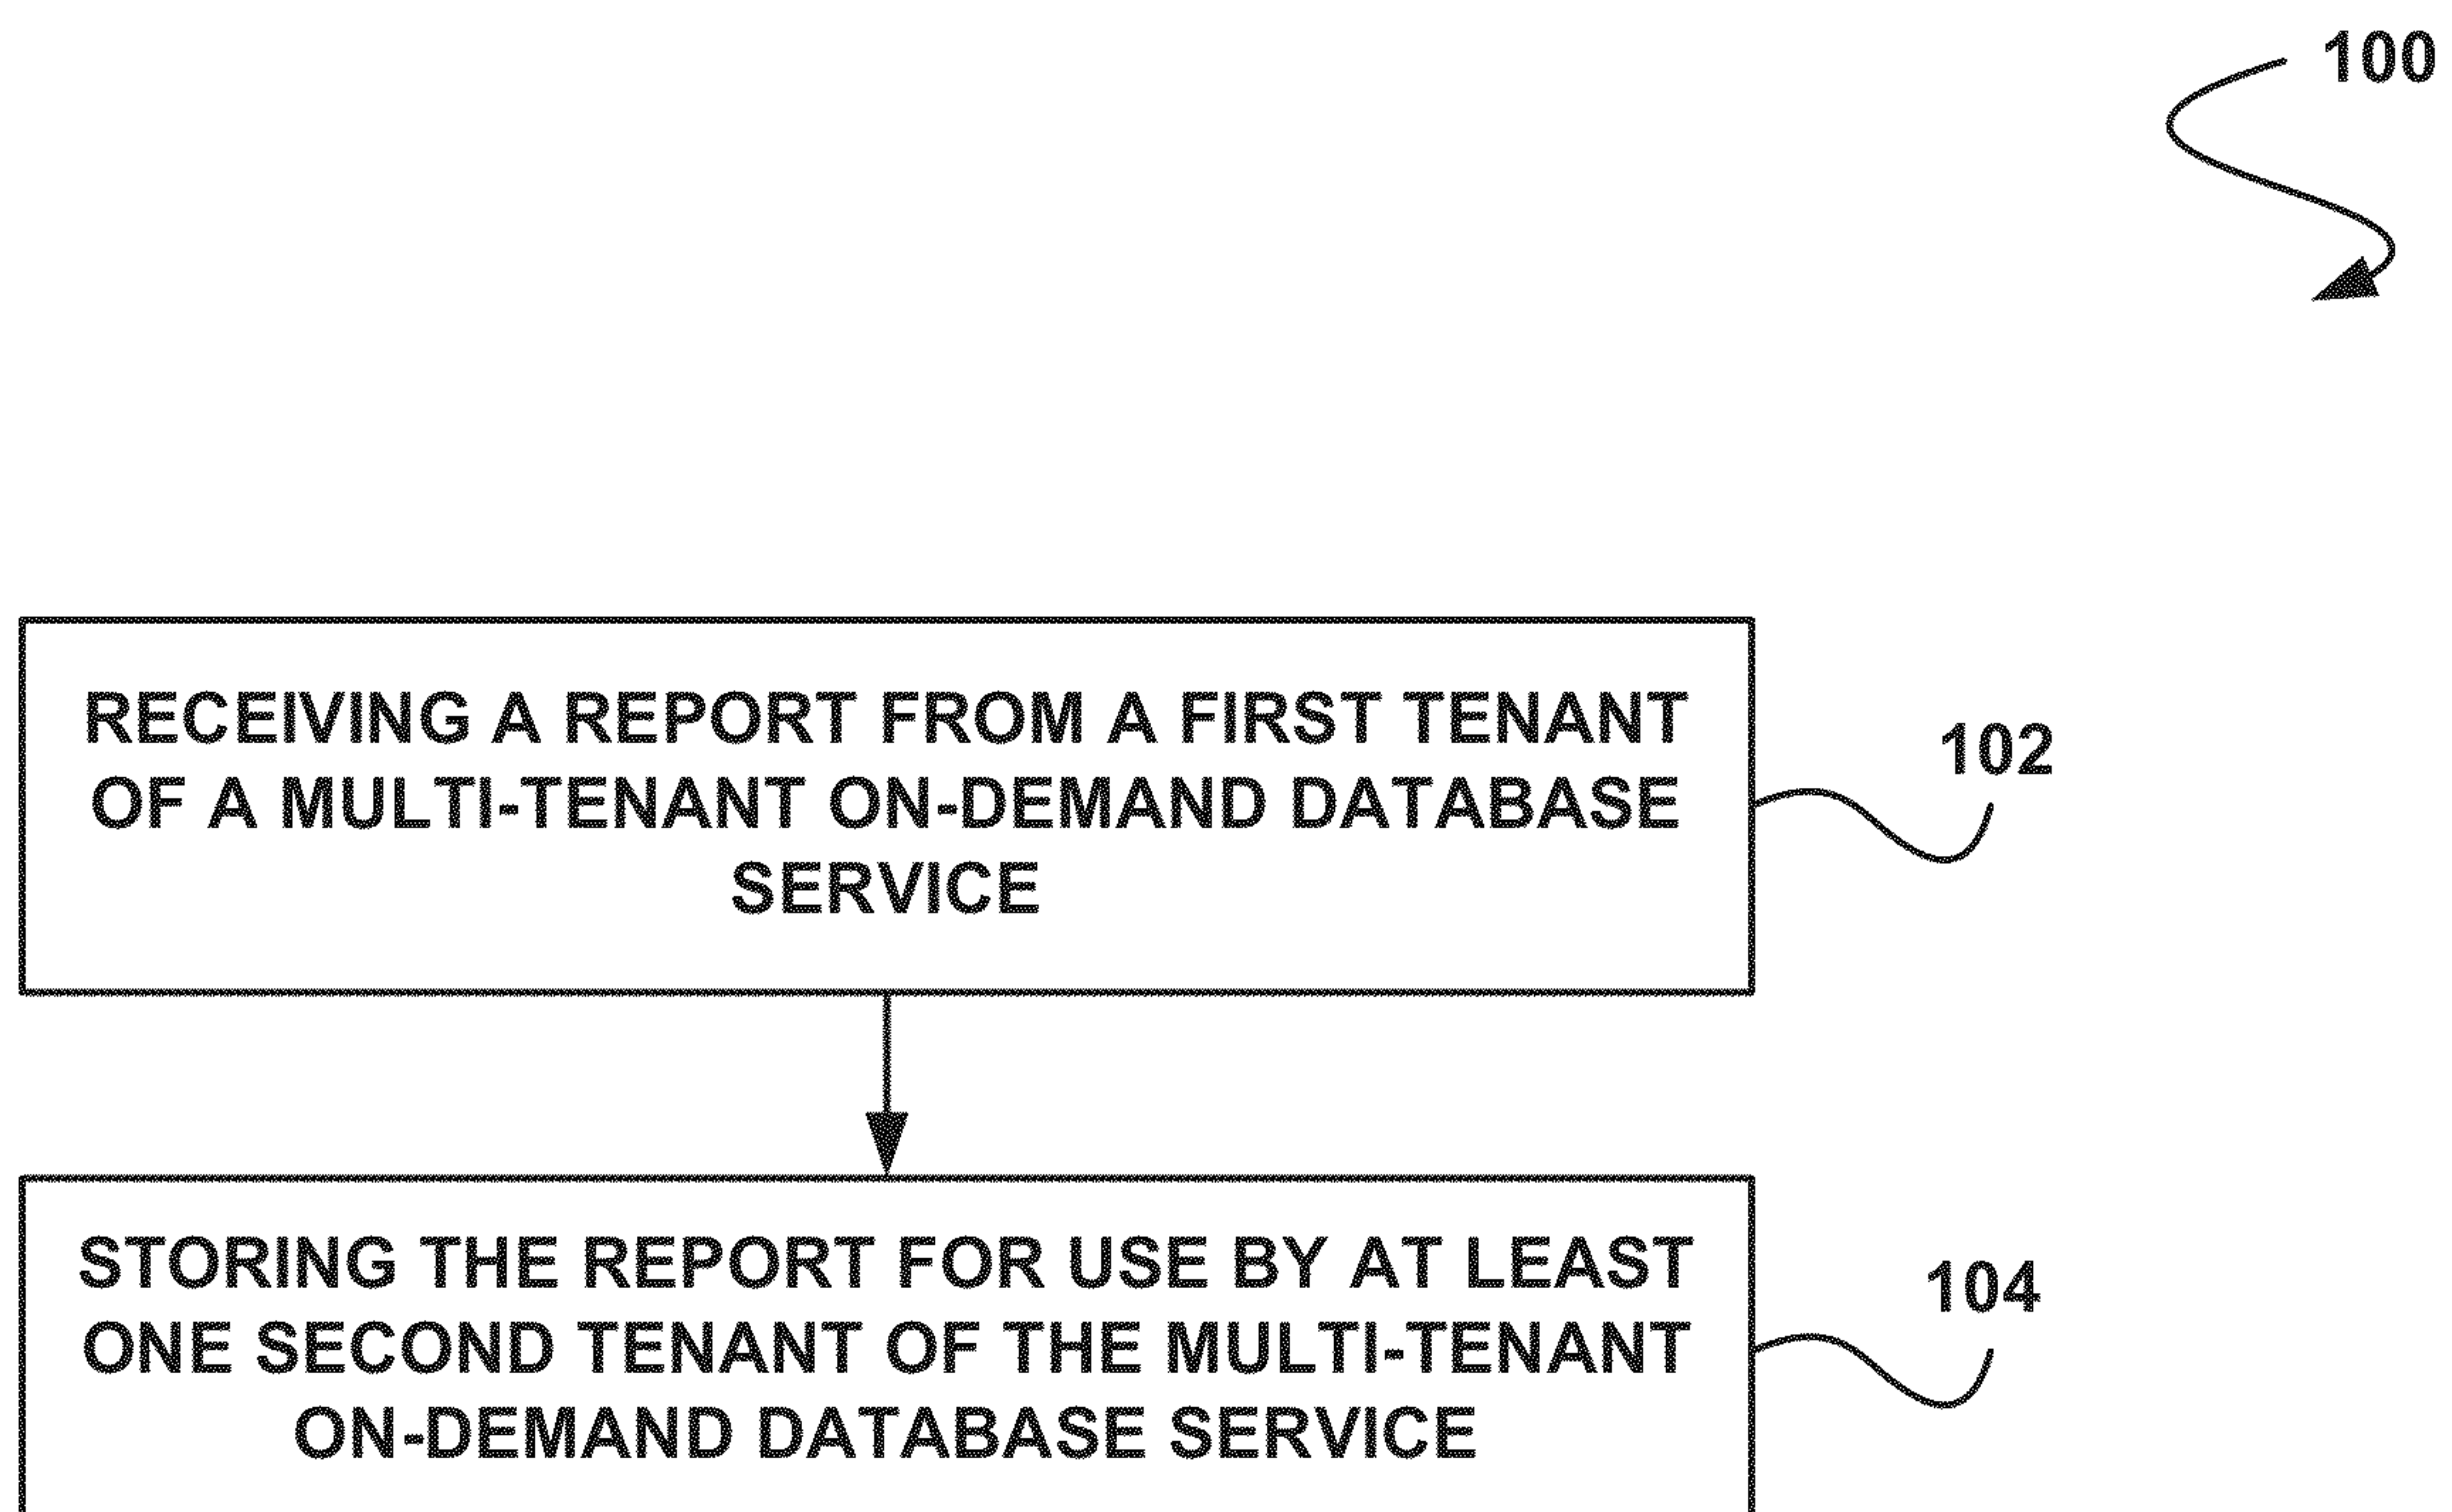 100
RECEIVING A REPORT FROM A FIRST TENANT
OF A MULTI-TENANT ON-DEMAND DATABASE
SERVICE
102
STORING THE REPORT FOR USE BY AT LEAST
ONE SECOND TENANT OF THE MULTI-TENANT
ON-DEMAND DATABASE SERVICE
104